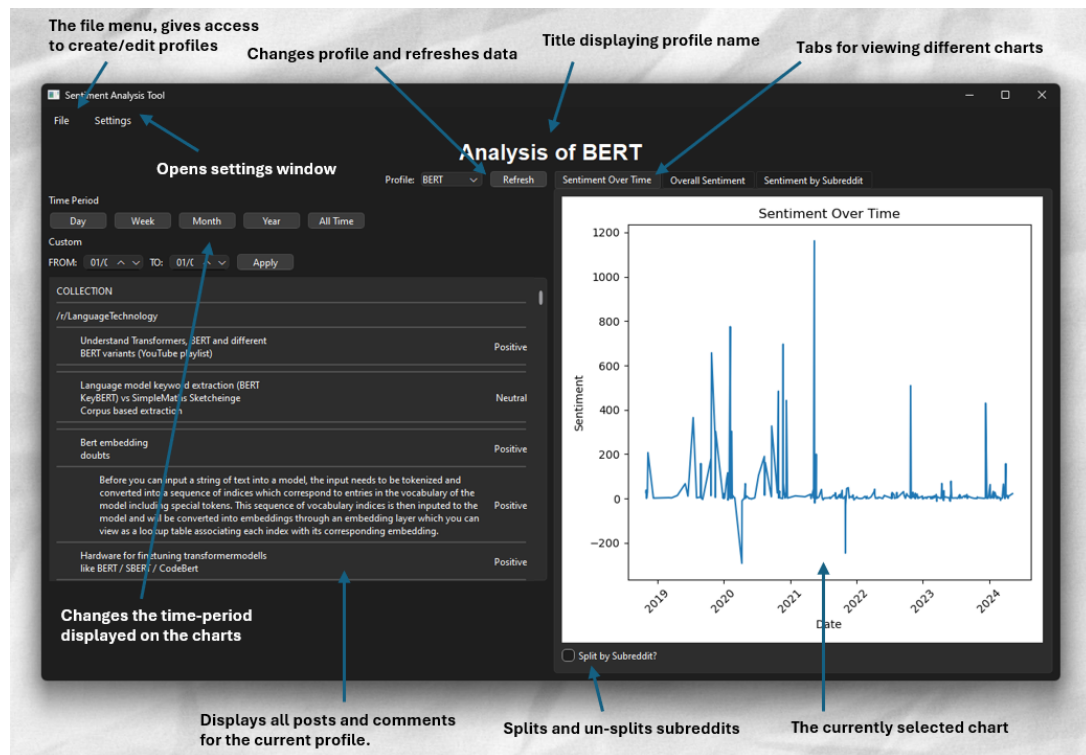 The file menu, gives access
to create/edit profiles
Changes profile and refreshes data
Title displaying profile name
Tabs for viewing different charts
Sentiment Analysis Tool
File Settings
Opens settings window
Analysis of BERT
Profile: BERT Refresh
Sentiment Over Time Overall Sentiment Sentiment by Subreddit
Time Period
Day Week Month Year All Time
Custom
FROM: 01/0 TO: 01/0 Apply
COLLECTION
/r/LanguageTechnology
Understand Transformers, BERT and different
BERT variants (YouTube playlist)
Positive
Language model keyword extraction (BERT
KeyBERT) vs SimpleMaths Sketcheinge
Corpus based extraction
Neutral
Bert embedding
doubts
Positive
Before you can input a string of text into a model, the input needs to be tokenized and
converted into a sequence of indices which correspond to entries in the vocabulary of the
model including special tokens. This sequence of vocabulary indices is then inputed to the
model and will be converted into embeddings through an embedding layer which you can
view as a lookup table associating each index with its corresponding embedding.
Positive
Hardware for finetuning transformermodells
like BERT / SBERT / CodeBert
Positive
Changes the time-period
displayed on the charts
Sentiment Over Time
1200
1000
800
600
400
200
0
−200
Sentiment
2019 2020 2021 2022 2023 2024
Date
Split by Subreddit?
Displays all posts and comments
for the current profile.
Splits and un-splits subreddits
The currently selected chart